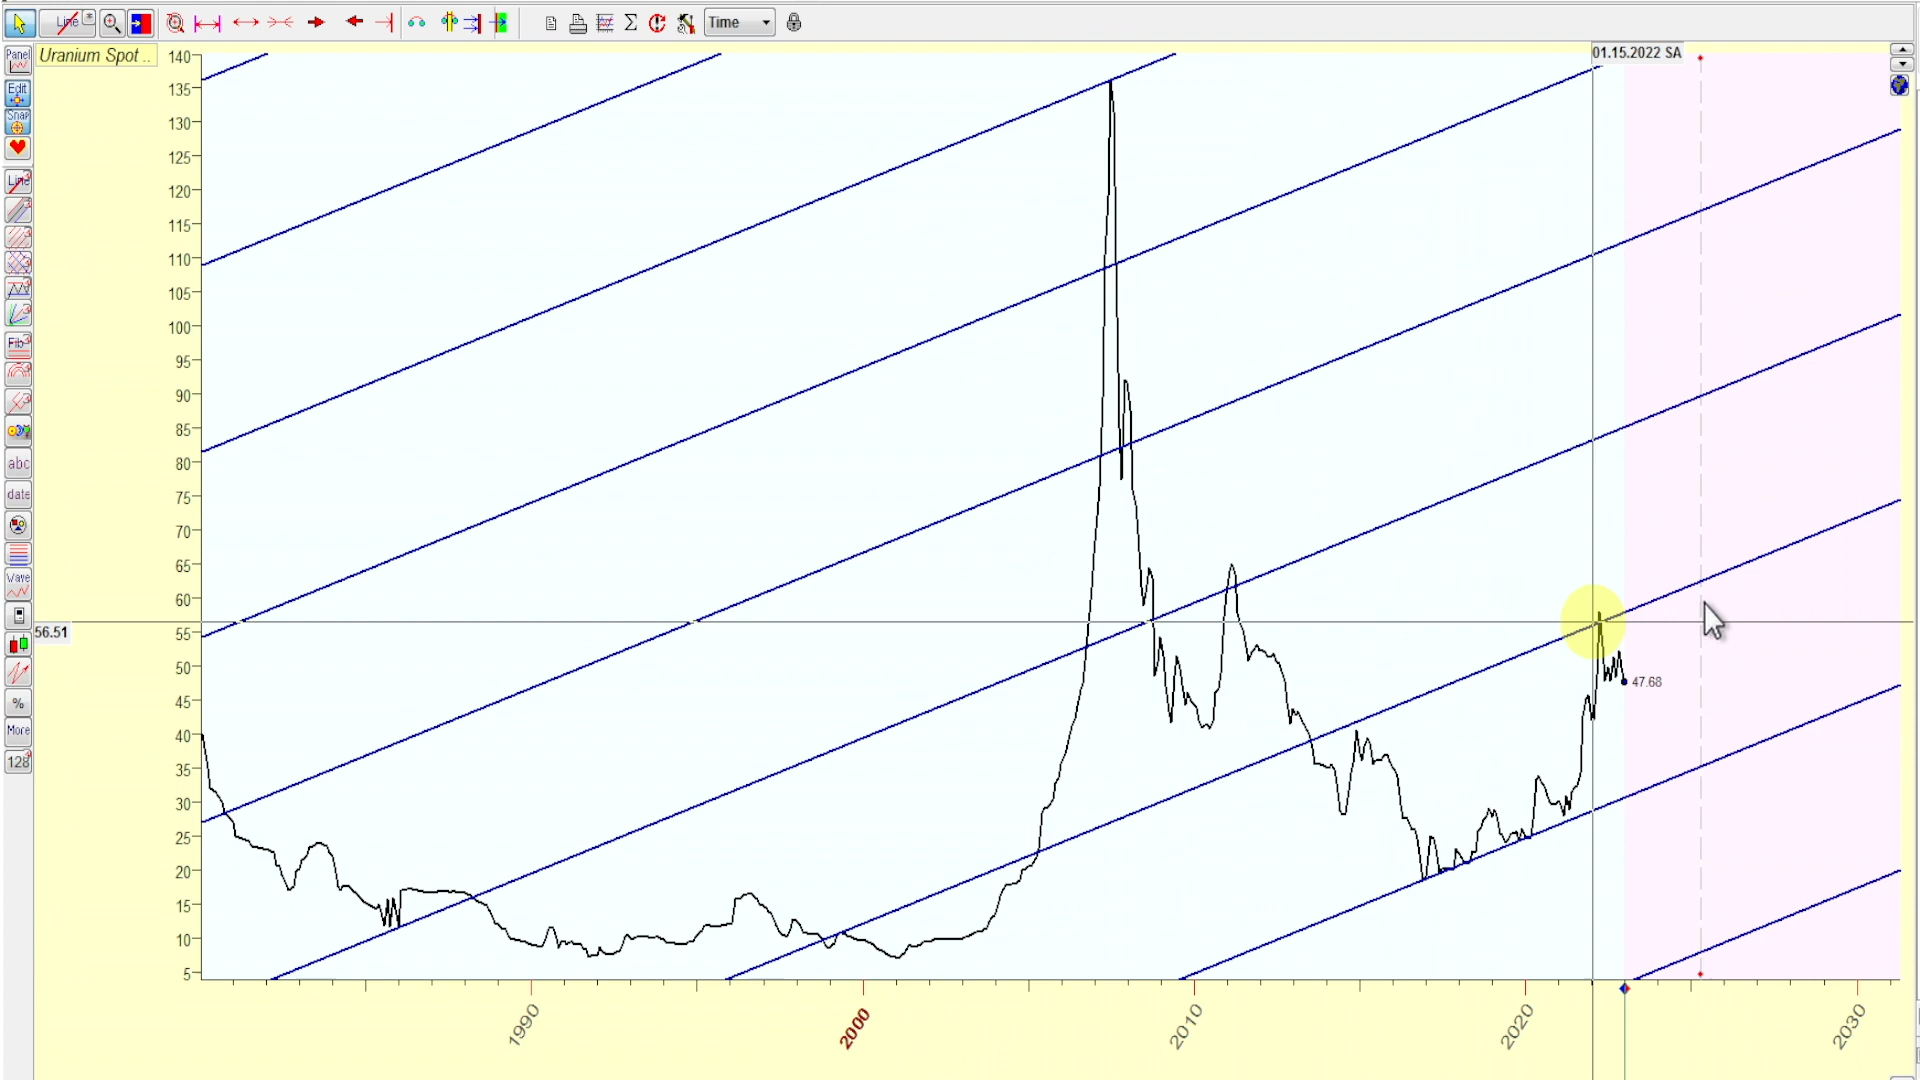 Line
Time
01.15.2022 SA
Panel
Uranium Spot ..
Edit
Snap
Line
Fib
abc
date
Wave
%
More
128
140
135
130
125
120
115
110
105
100
95
90
85
80
75
70
65
60
55
50
45
40
35
30
25
20
15
10
5
56.51
47.68
1990
2000
2010
2020
2030